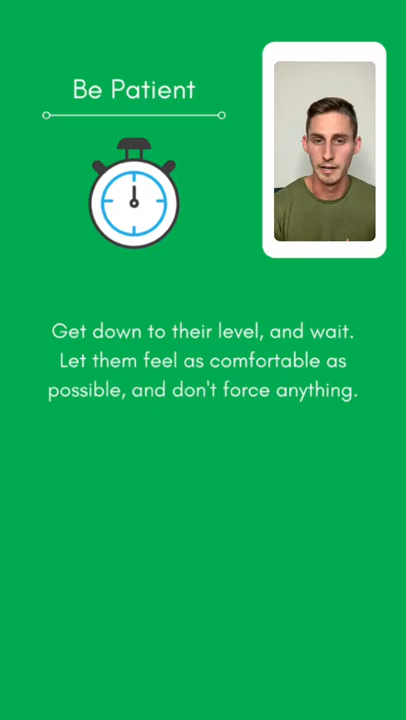 Be Patient
Get down to their level, and wait.
Let them feel as comfortable as
possible, and don't force anything.